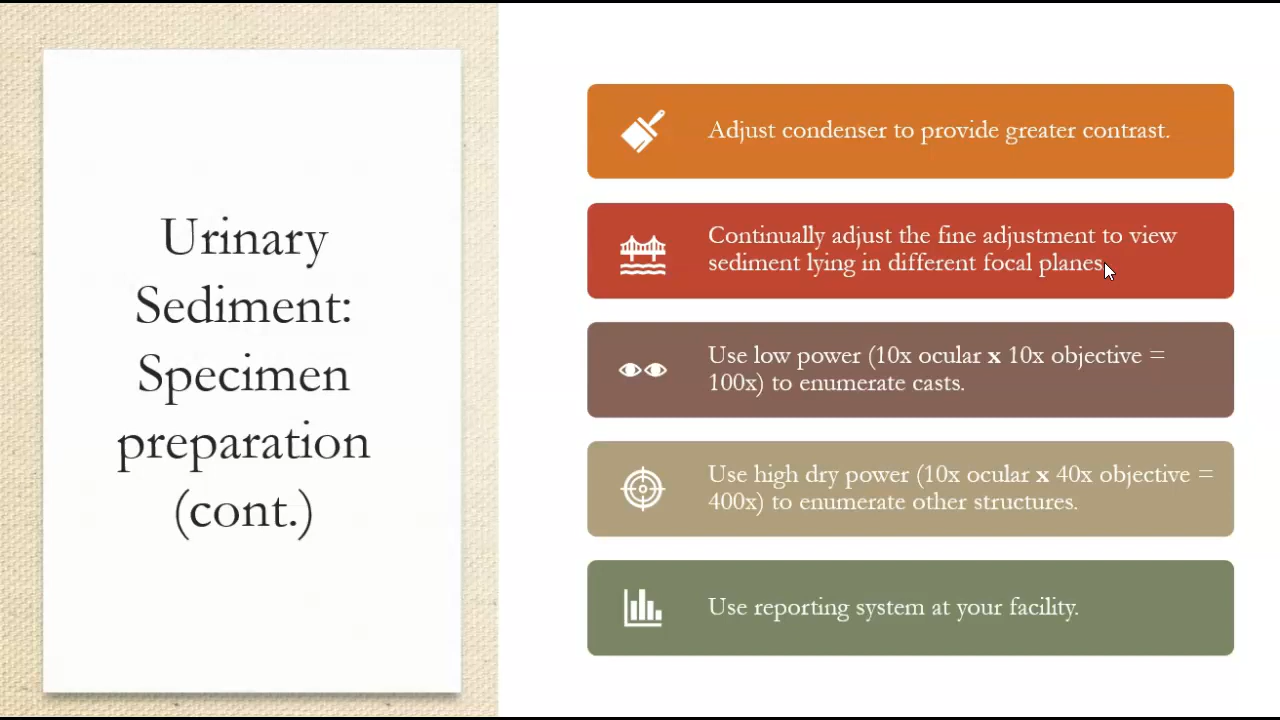 Urinary
Sediment:
Specimen
preparation
(cont.)
Adjust condenser to provide greater contrast.
Continually adjust the fine adjustment to view
sediment lying in different focal planes.
Use low power (10x ocular x 10x objective =
100x) to enumerate casts.
Use high dry power (10x ocular x 40x objective =
400x) to enumerate other structures.
Use reporting system at your facility.